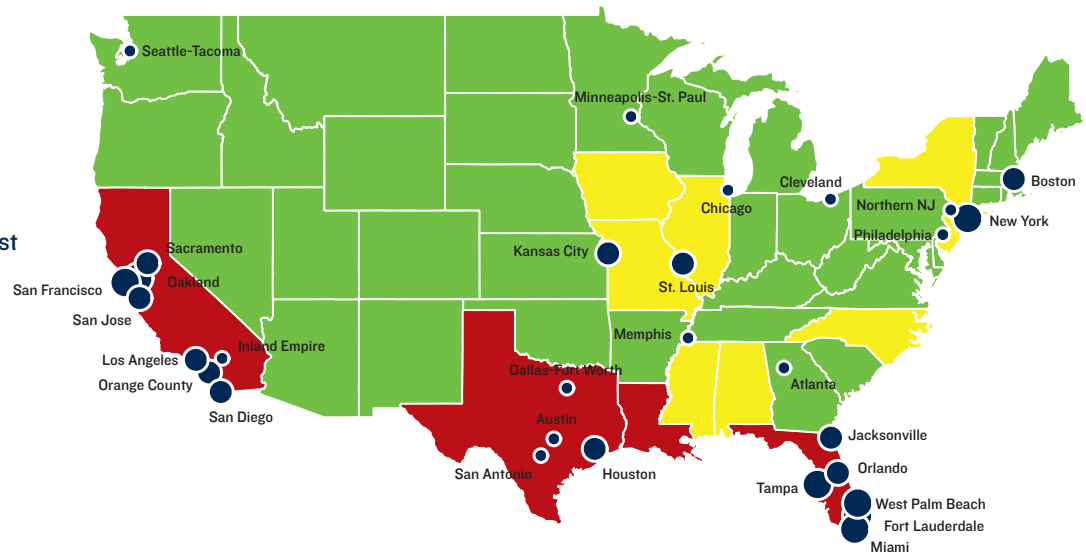 Seattle-Tacoma
Minneapolis-St. Paul
Cleveland
Boston
Chicago
Northern NJ
New York
Philadelphia
st
Sacramento
Kansas City
Oakland
San Francisco
St. Louis
San Jose
Memphis
Inland Empire
Los Angeles
Dallas-Fort Worth
Orange County
Atlanta
San Diego
Austin
Jacksonville
San Antonio
Houston
Orlando
Tampa
West Palm Beach
Fort Lauderdale
Miami